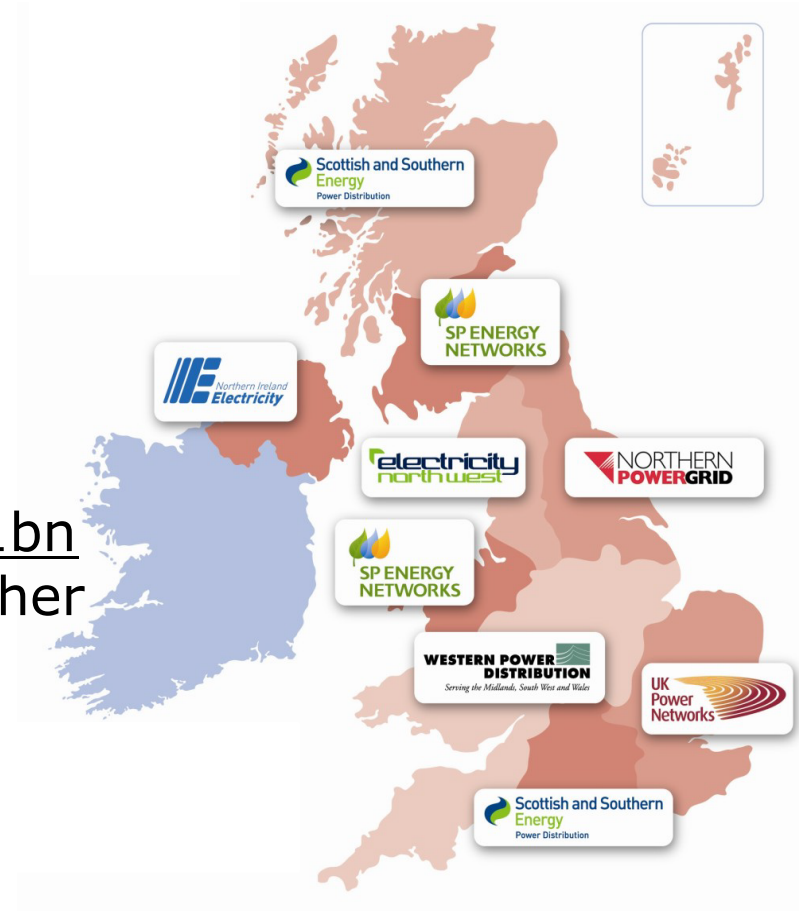 Scottish and Southern
Energy
Power Distribution
SP ENERGY
NETWORKS
Northern Ireland
Electricity
electricity
northwest
NORTHERN
POWERGRID
bn
her
SP ENERGY
NETWORKS
WESTERN POWER
DISTRIBUTION
Serving the Midlands, South West and Wales
UK
Power
Networks
Scottish and Southern
Energy
Power Distribution